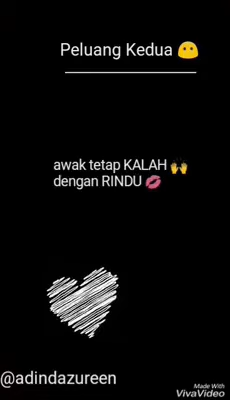 Peluang Kedua 😶
awak tetap KALAH 🙌
dengan RINDU 💋
@adindazureen
Made With
VivaVideo